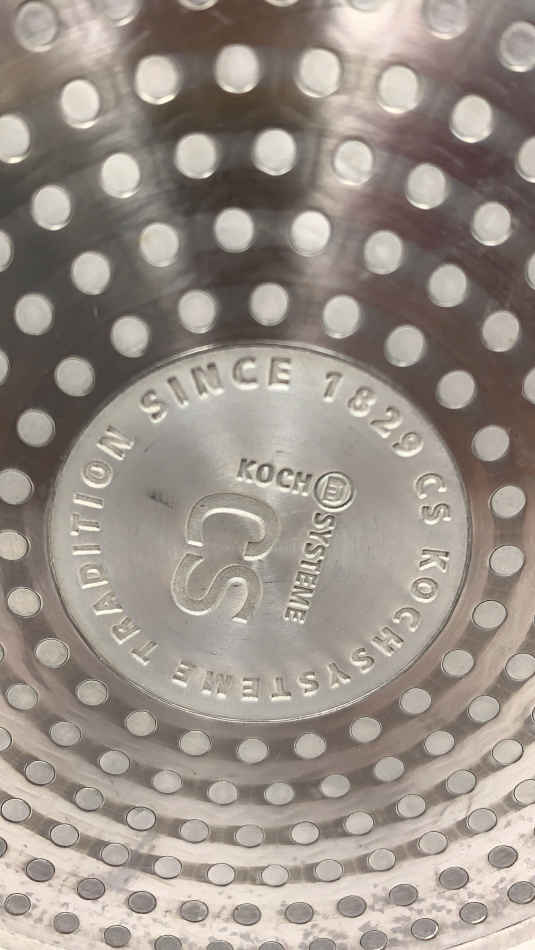 TRADITION SINCE 1829 CS KOCHSYSTEME
KOCH
SYSTEME
CS